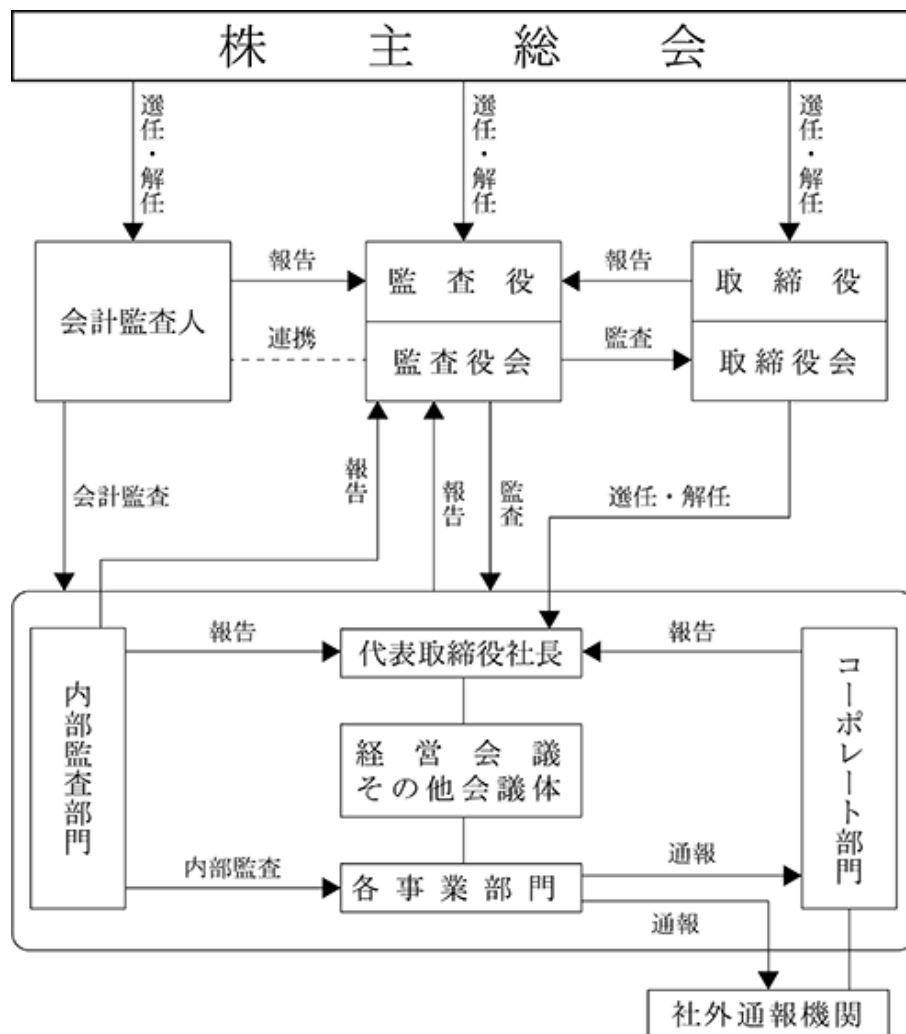 株主総会
選任・解任
選任・解任
選任・解任
会計監査人
報告
連携
監査役
監査役会
報告
監査
取締役
取締役会
会計監査
報告
報告
監査
選任・解任
内部監査部門
報告
代表取締役社長
報告
コーポレート部門
経営会議
その他会議体
内部監査
各事業部門
通報
通報
社外通報機関